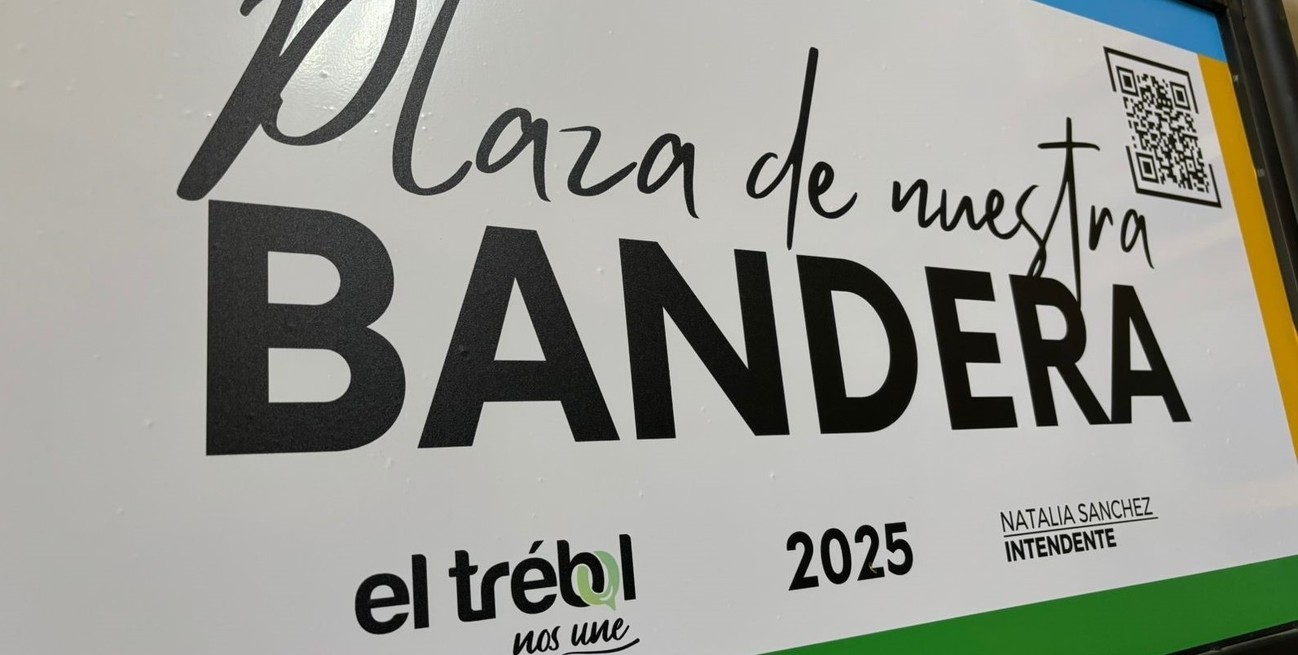 Plaza de nuestra
BANDERA
el trébol
nos une
2025
NATALIA SANCHEZ
INTENDENTE